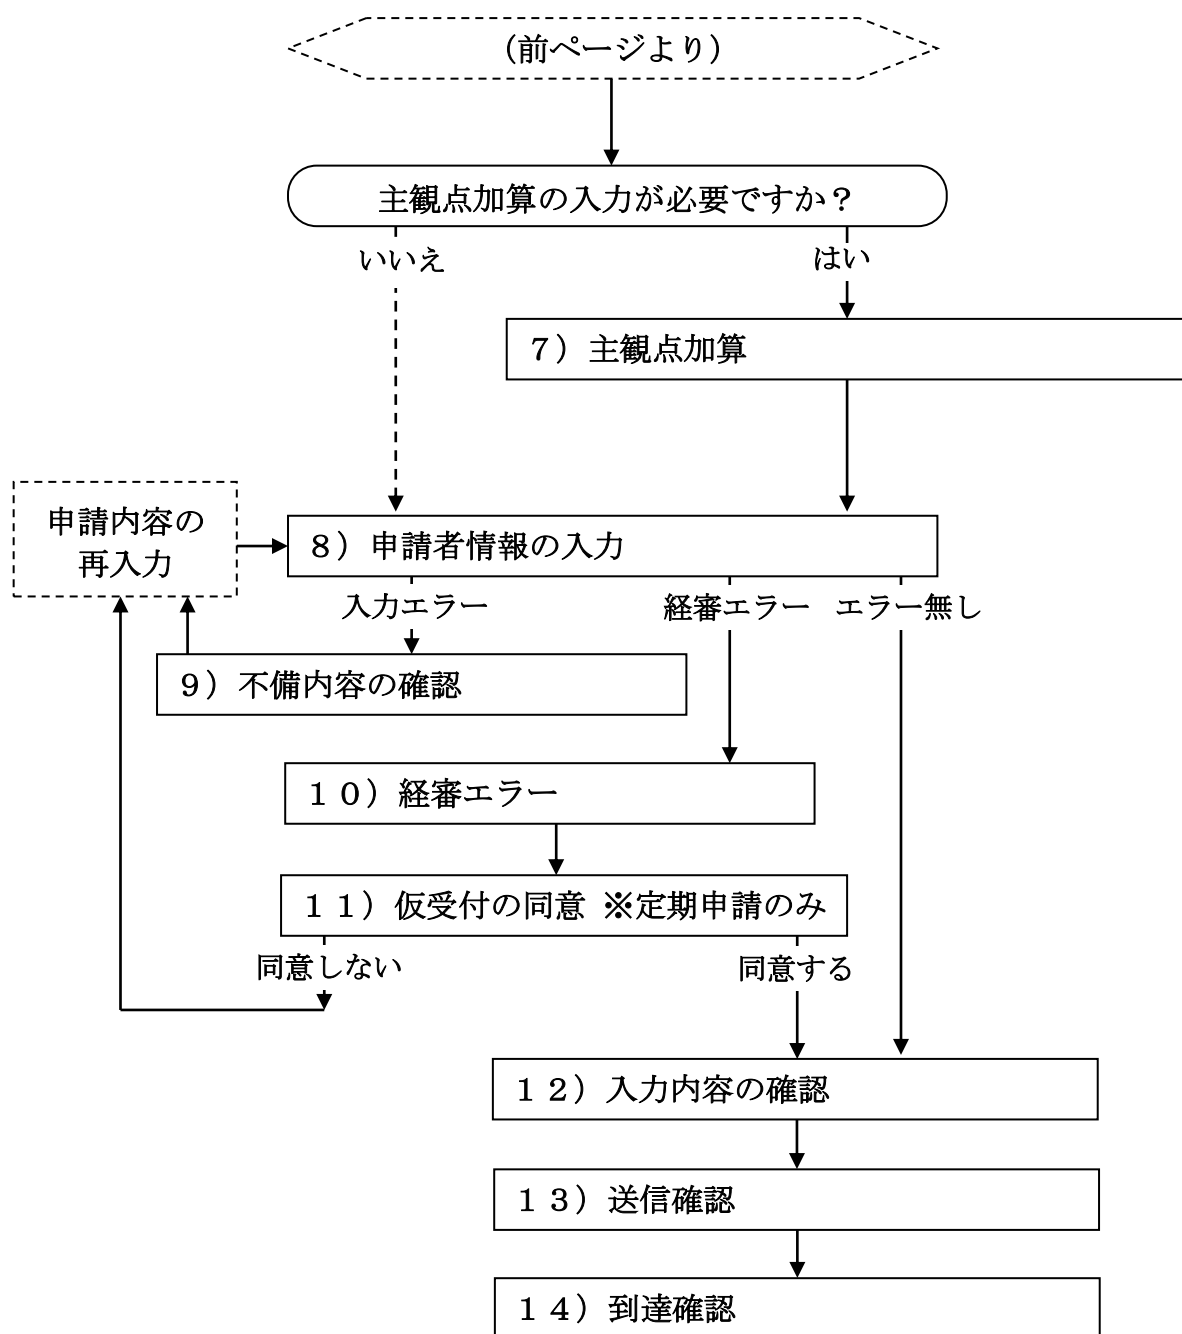 （前ページより）
主観点加算の入力が必要ですか？
いいえ
はい
７）主観点加算
申請内容の
再入力
８）申請者情報の入力
入力エラー
経審エラー
エラー無し
９）不備内容の確認
１０）経審エラー
１１）仮受付の同意 ※定期申請のみ
同意しない
同意する
１２）入力内容の確認
１３）送信確認
１４）到達確認